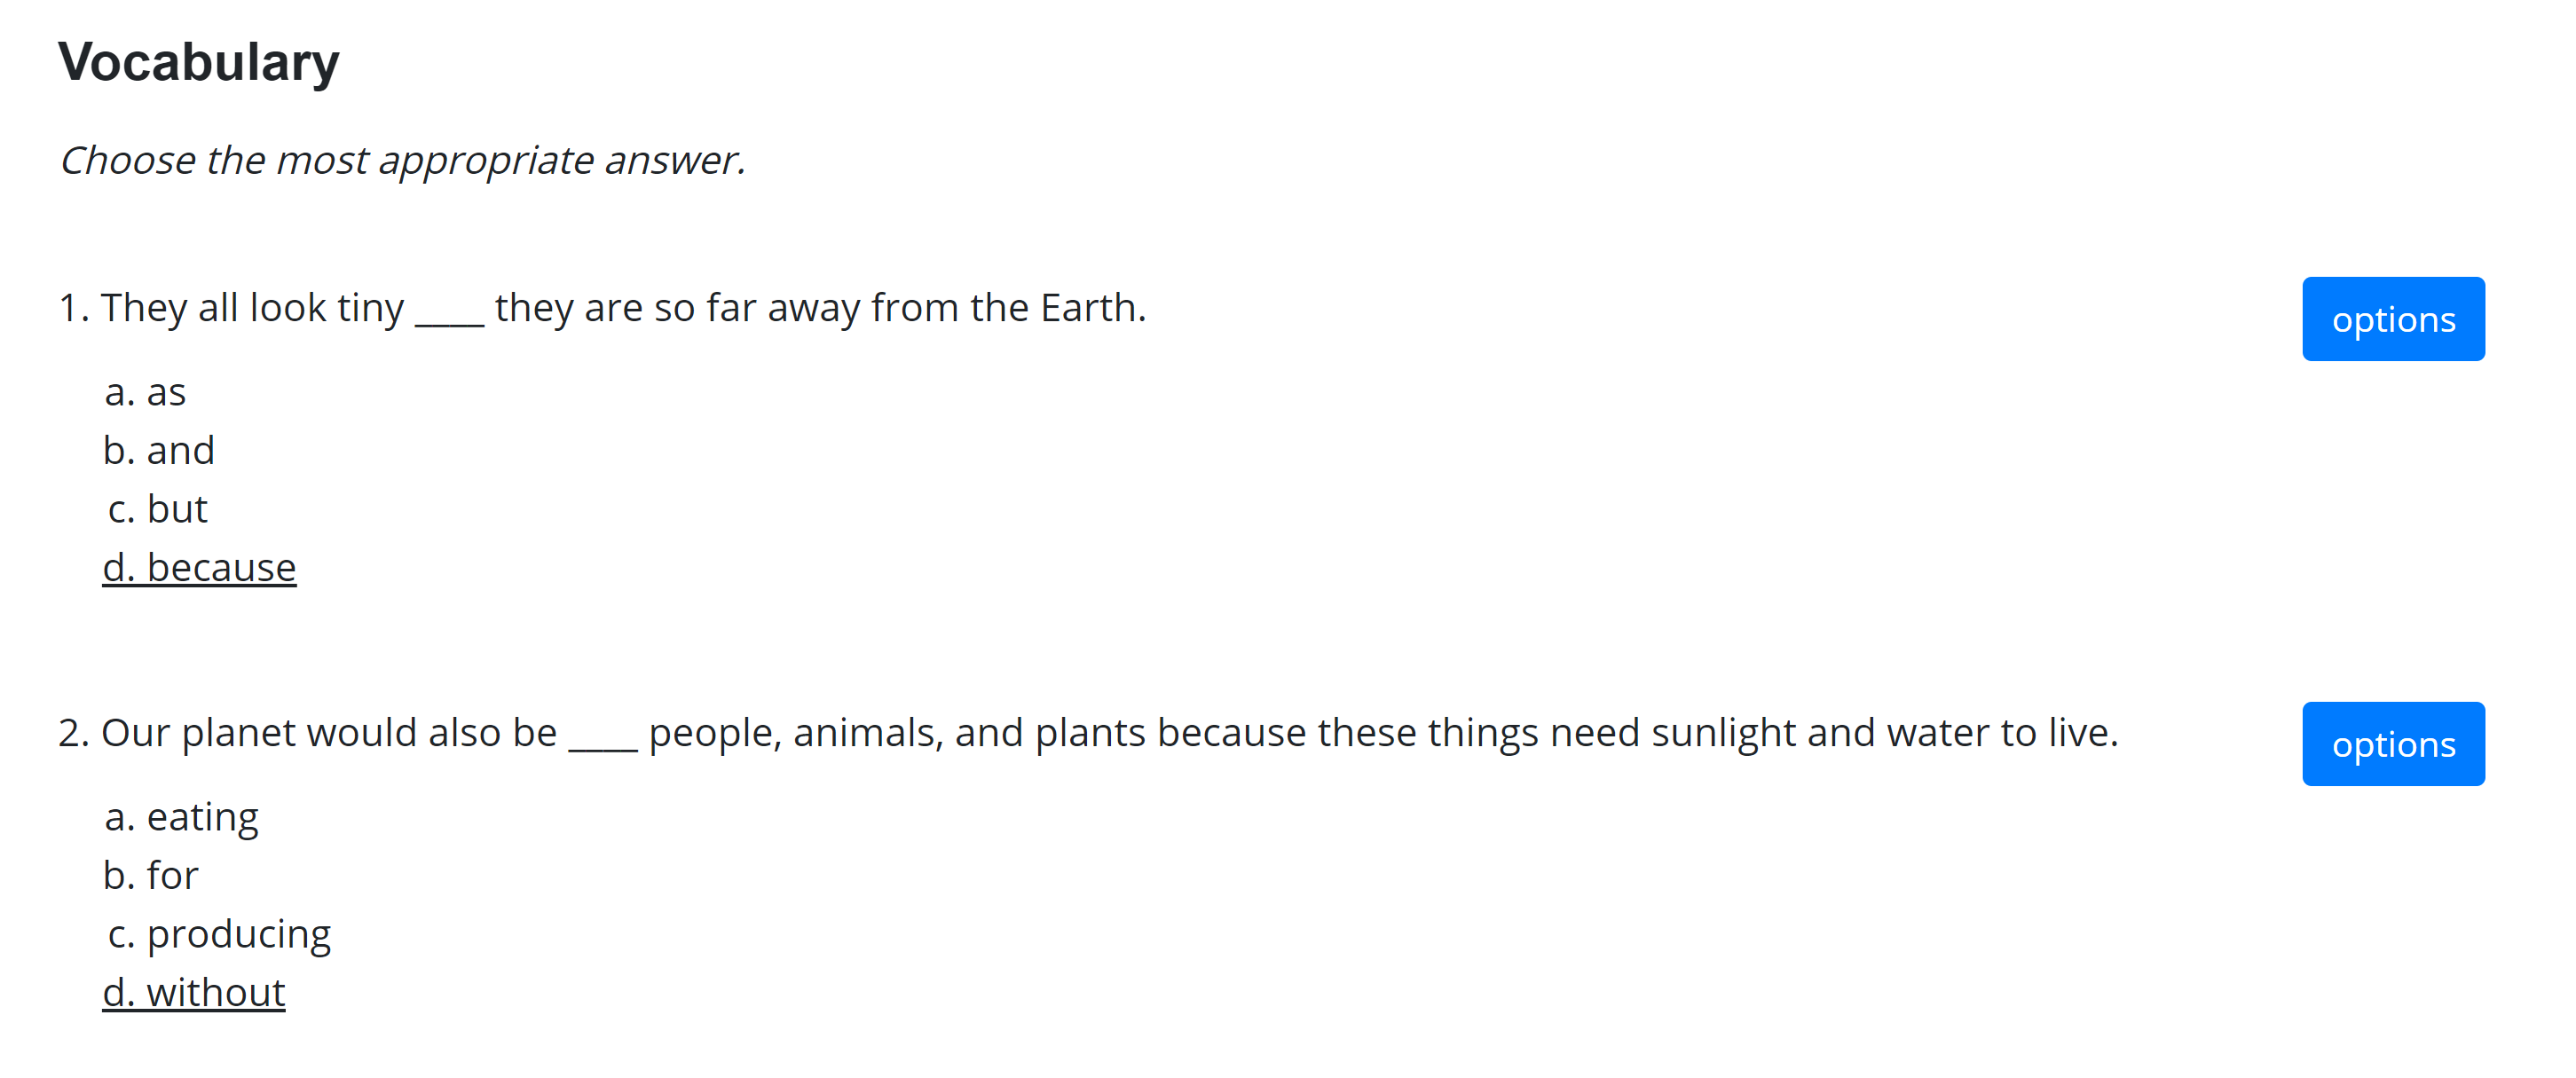 Vocabulary
Choose the most appropriate answer.
1. They all look tiny ____ they are so far away from the Earth.
options
a. as
b. and
c. but
d. because
2. Our planet would also be ____ people, animals, and plants because these things need sunlight and water to live.
options
a. eating
b. for
c. producing
d. without